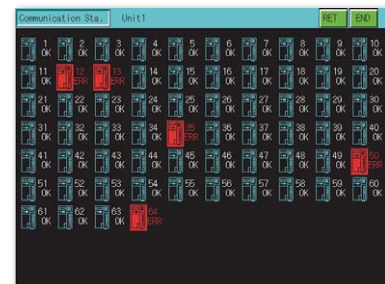 Communication Sta. Unit1 RET END
1 2 3 4 5 6 7 8 9 10
OK OK OK OK OK OK OK OK OK OK
11 12 13 14 15 16 17 18 19 20
OK ERR ERR OK OK OK OK OK OK OK
21 22 23 24 25 26 27 28 29 30
OK OK OK OK OK OK OK OK OK OK
31 32 33 34 35 36 37 38 39 40
OK OK OK OK ERR OK OK OK OK OK
41 42 43 44 45 46 47 48 49 50
OK OK OK OK OK OK OK OK OK ERR
51 52 53 54 55 56 57 58 59 60
OK OK OK OK OK OK OK OK OK OK
61 62 63 64
OK OK OK ERR